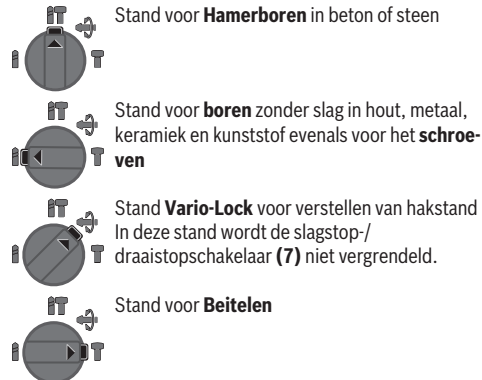 Stand voor Hamerboren in beton of steen
Stand voor boren zonder slag in hout, metaal,
keramiek en kunststof evenals voor het schroe-
ven
Stand Vario-Lock voor verstellen van hakstand
In deze stand wordt de slagstop-/
draaistopschakelaar (7) niet vergrendeld.
Stand voor Beitelen